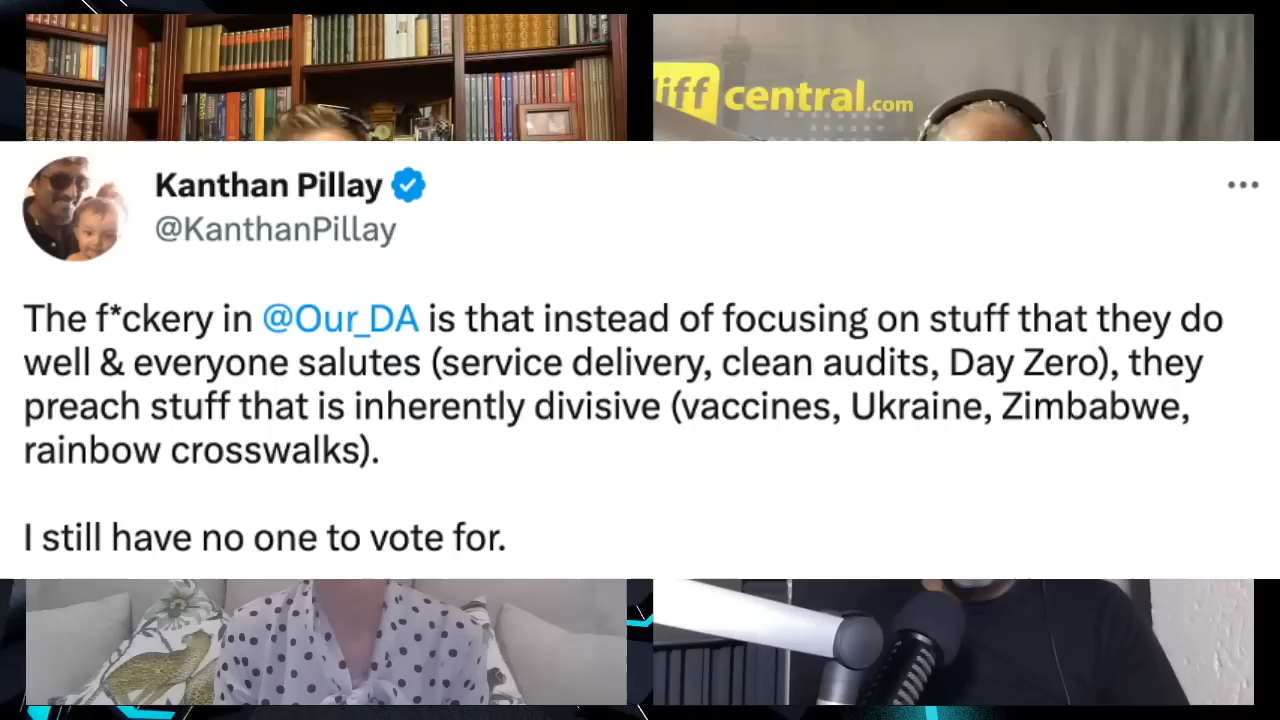 iff central.com
Kanthan Pillay
@KanthanPillay
The f*ckery in @Our_DA is that instead of focusing on stuff that they do
well & everyone salutes (service delivery, clean audits, Day Zero), they
preach stuff that is inherently divisive (vaccines, Ukraine, Zimbabwe,
rainbow crosswalks).
I still have no one to vote for.